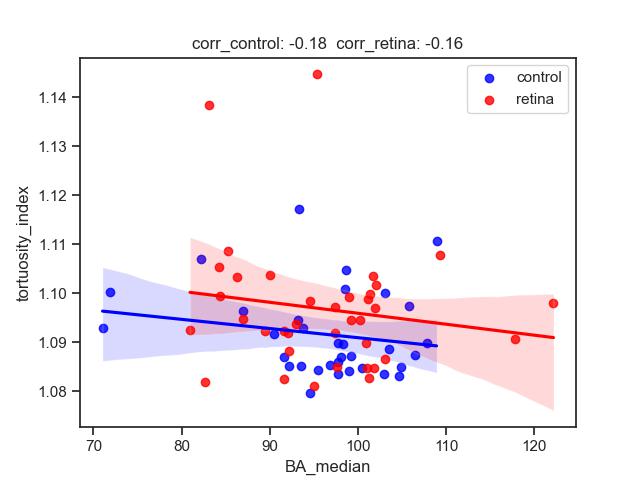 corr_control: -0.18  corr_retina: -0.16
control
retina
1.14
1.13
1.12
1.11
1.10
1.09
1.08
tortuosity_index
70 80 90 100 110 120
BA_median